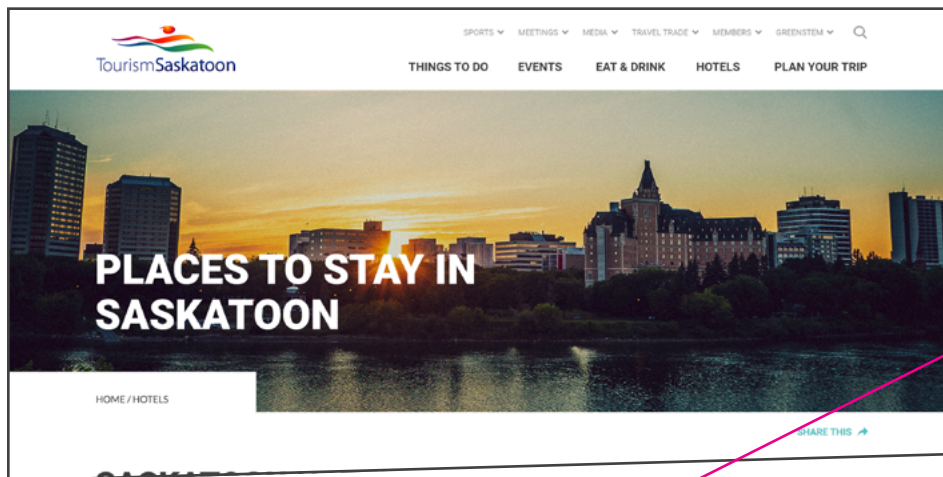 SPORTS MEETINGS MEDIA TRAVEL TRADE MEMBERS GREENSTEM
TourismSaskatoon
THINGS TO DO EVENTS EAT & DRINK HOTELS PLAN YOUR TRIP
PLACES TO STAY IN
SASKATOON
HOME / HOTELS
SHARE THIS